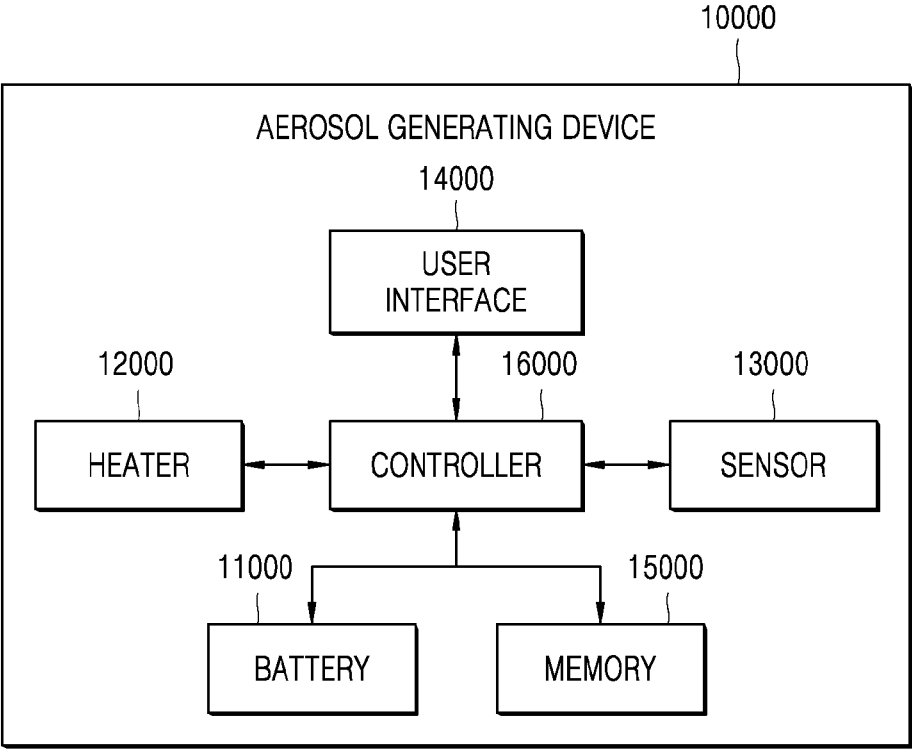 10000
AEROSOL GENERATING DEVICE
14000
USER
INTERFACE
12000
16000
13000
HEATER
CONTROLLER
SENSOR
11000
15000
BATTERY
MEMORY